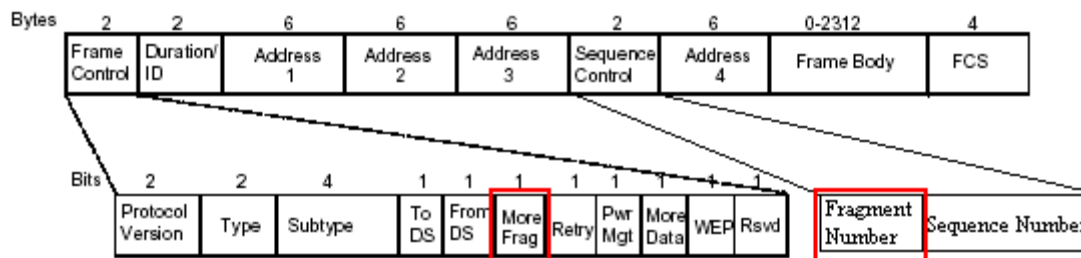 Bytes 2 2 6 6 6 2 6 0-2312 4
Frame Control Duration/ ID Address 1 Address 2 Address 3 Sequence Control Address 4 Frame Body FCS
Bits 2 2 4 1 1 1 1 1 1 1 1
Protocol Version Type Subtype To DS From DS More Frag Retry Pwr Mgt More Data WEP Rsvd Fragment Number Sequence Number